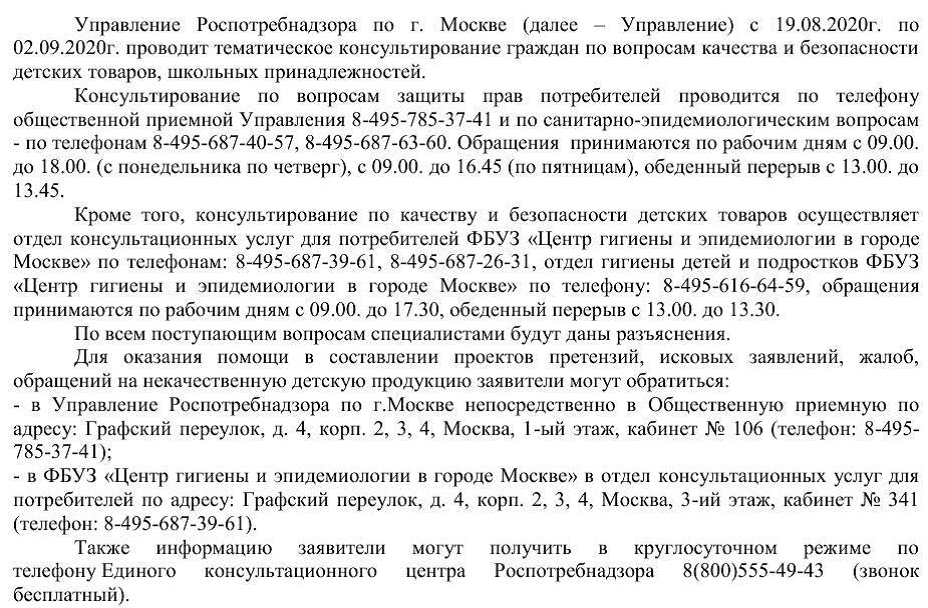 Управление Роспотребнадзора по г. Москве (далее – Управление) с 19.08.2020г. по
02.09.2020г. проводит тематическое консультирование граждан по вопросам качества и безопасности
детских товаров, школьных принадлежностей.
Консультирование по вопросам защиты прав потребителей проводится по телефону
общественной приемной Управления 8-495-785-37-41 и по санитарно-эпидемиологическим вопросам
- по телефонам 8-495-687-40-57, 8-495-687-63-60. Обращения принимаются по рабочим дням с 09.00.
до 18.00. (с понедельника по четверг), с 09.00. до 16.45 (по пятницам), обеденный перерыв с 13.00. до
13.45.
Кроме того, консультирование по качеству и безопасности детских товаров осуществляет
отдел консультационных услуг для потребителей ФБУЗ «Центр гигиены и эпидемиологии в городе
Москве» по телефонам: 8-495-687-39-61, 8-495-687-26-31, отдел гигиены детей и подростков ФБУЗ
«Центр гигиены и эпидемиологии в городе Москве» по телефону: 8-495-616-64-59, обращения
принимаются по рабочим дням с 09.00. до 17.30, обеденный перерыв с 13.00. до 13.30.
По всем поступающим вопросам специалистами будут даны разъяснения.
Для оказания помощи в составлении проектов претензий, исковых заявлений, жалоб,
обращений на некачественную детскую продукцию заявители могут обратиться:
- в Управление Роспотребнадзора по г.Москве непосредственно в Общественную приемную по
адресу: Графский переулок, д. 4, корп. 2, 3, 4, Москва, 1-ый этаж, кабинет № 106 (телефон: 8-495-
785-37-41);
- в ФБУЗ «Центр гигиены и эпидемиологии в городе Москве» в отдел консультационных услуг для
потребителей по адресу: Графский переулок, д. 4, корп. 2, 3, 4, Москва, 3-ий этаж, кабинет № 341
(телефон: 8-495-687-39-61).
Также информацию заявители могут получить в круглосуточном режиме по
телефону Единого консультационного центра Роспотребнадзора 8(800)555-49-43 (звонок
бесплатный).